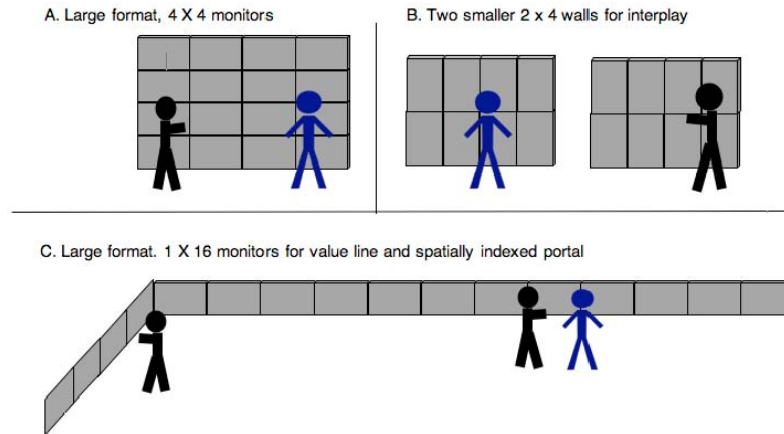 A. Large format, 4 X 4 monitors
B. Two smaller 2 x 4 walls for interplay
C. Large format. 1 X 16 monitors for value line and spatially indexed portal